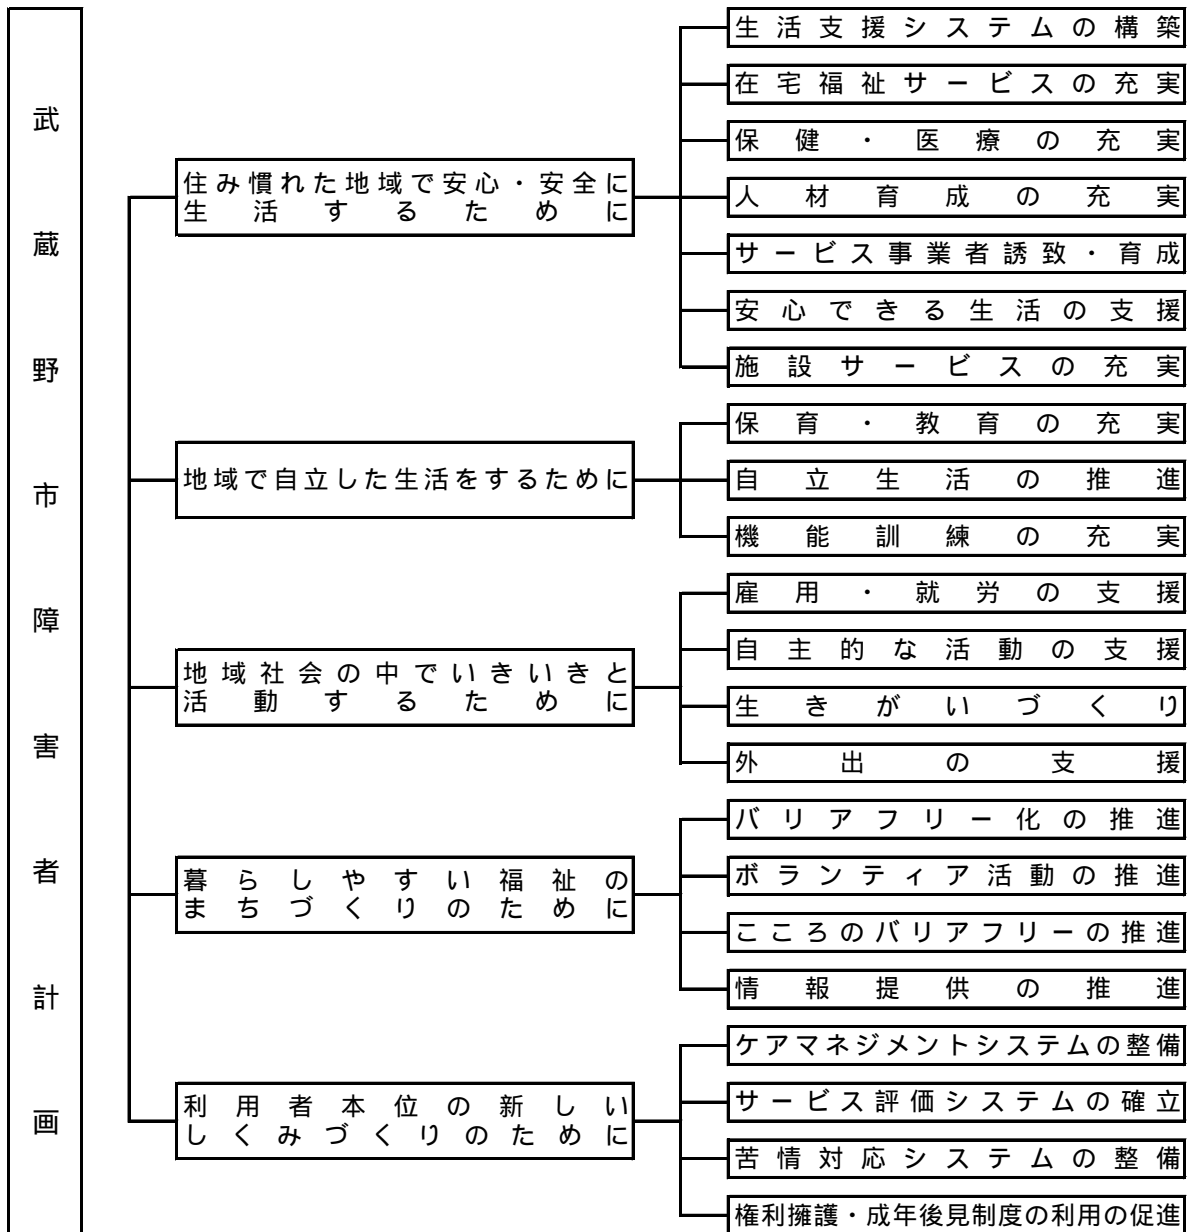 武蔵野市障害者計画
住み慣れた地域で安心・安全に
生活するために
生活支援システムの構築
在宅福祉サービスの充実
保健・医療の充実
人材育成の充実
サービス事業者誘致・育成
安心できる生活の支援
施設サービスの充実
地域で自立した生活をするために
保育・教育の充実
自立生活の推進
機能訓練の充実
地域社会の中でいきいきと
活動するために
雇用・就労の支援
自主的な活動の支援
生きがいづくり
外出の支援
暮らしやすい福祉の
まちづくりのために
バリアフリー化の推進
ボランティア活動の推進
こころのバリアフリーの推進
情報提供の推進
利用者本位の新しい
しくみづくりのために
ケアマネジメントシステムの整備
サービス評価システムの確立
苦情対応システムの整備
権利擁護・成年後見制度の利用の促進